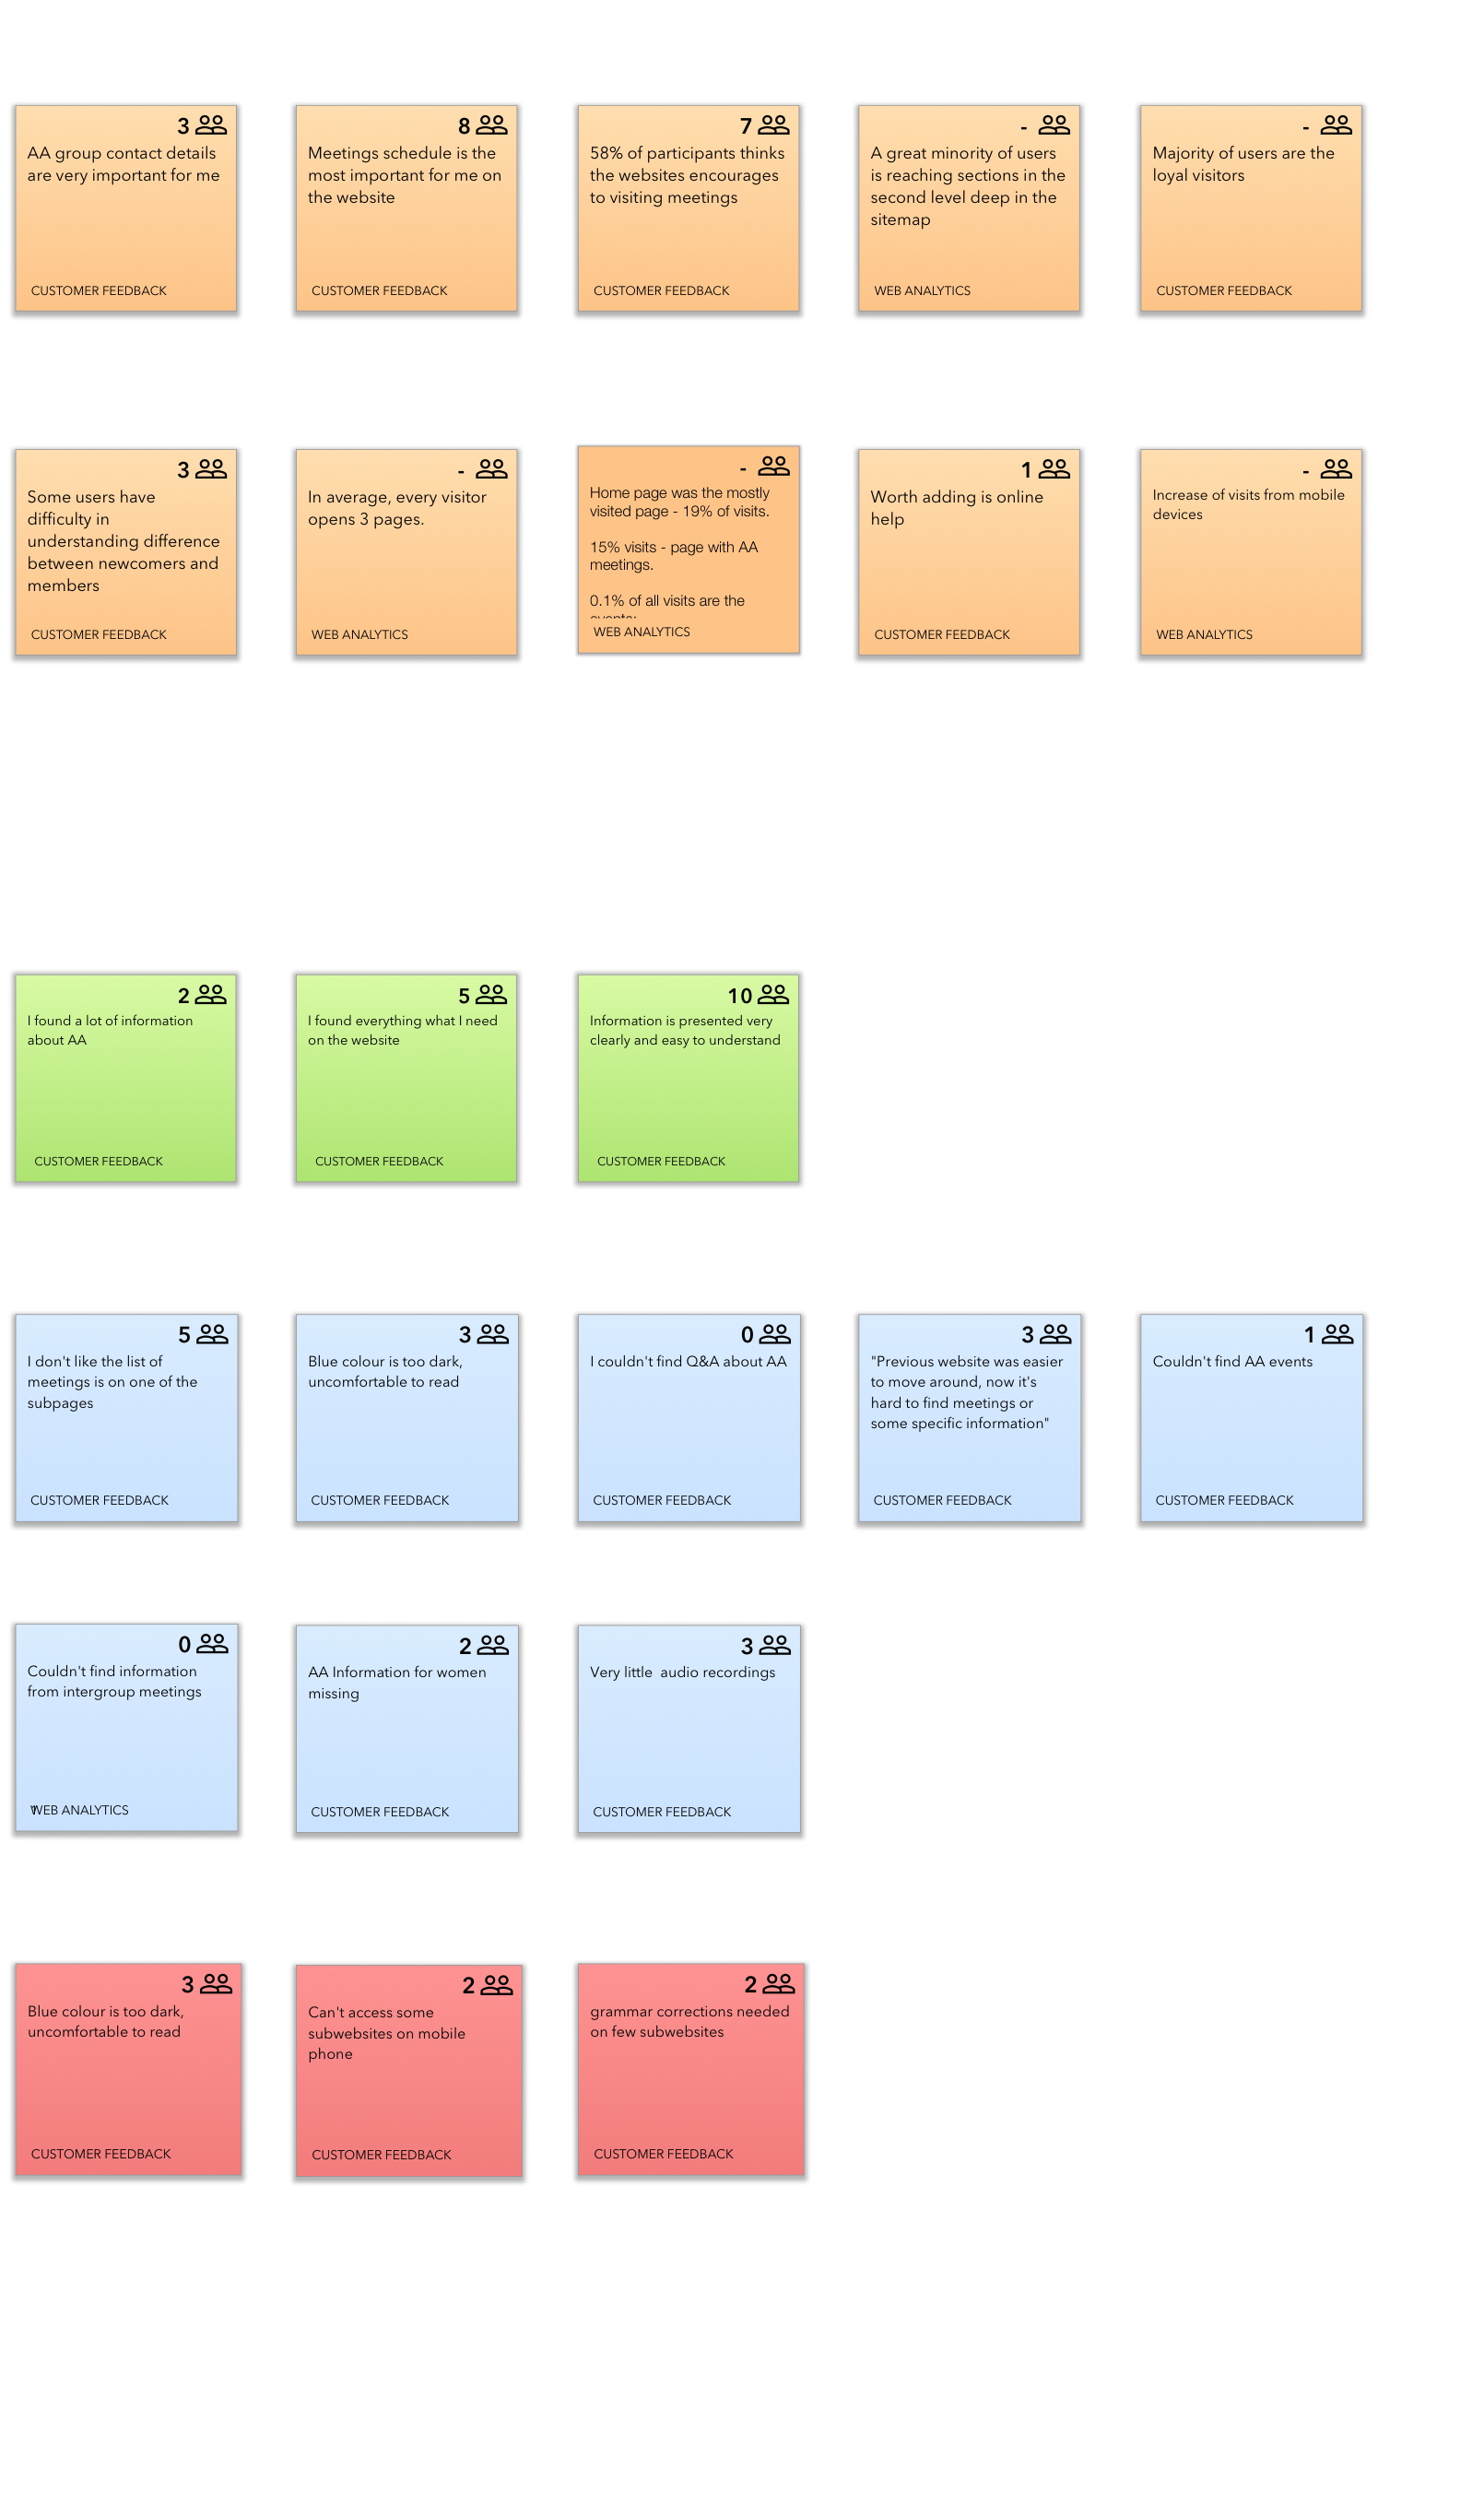 3
AA group contact details
are very important for me
CUSTOMER FEEDBACK
8
Meetings schedule is the
most important for me on
the website
CUSTOMER FEEDBACK
7
58% of participants thinks
the websites encourages
to visiting meetings
CUSTOMER FEEDBACK
-
A great minority of users
is reaching sections in the
second level deep in the
sitemap
WEB ANALYTICS
-
Majority of users are the
loyal visitors
CUSTOMER FEEDBACK
3
Some users have
difficulty in
understanding difference
between newcomers and
members
CUSTOMER FEEDBACK
-
In average, every visitor
opens 3 pages.
WEB ANALYTICS
-
Home page was the mostly
visited page - 19% of visits.
15% visits - page with AA
meetings.
0.1% of all visits are the
WEB ANALYTICS
1
Worth adding is online
help
CUSTOMER FEEDBACK
-
Increase of visits from mobile
devices
WEB ANALYTICS
2
I found a lot of information
about AA
CUSTOMER FEEDBACK
5
I found everything what I need
on the website
CUSTOMER FEEDBACK
10
Information is presented very
clearly and easy to understand
CUSTOMER FEEDBACK
5
I don't like the list of
meetings is on one of the
subpages
CUSTOMER FEEDBACK
3
Blue colour is too dark,
uncomfortable to read
CUSTOMER FEEDBACK
0
I couldn't find Q&A about AA
CUSTOMER FEEDBACK
3
"Previous website was easier
to move around, now it's
hard to find meetings or
some specific information"
CUSTOMER FEEDBACK
1
Couldn't find AA events
CUSTOMER FEEDBACK
0
Couldn't find information
from intergroup meetings
WEB ANALYTICS
2
AA Information for women
missing
CUSTOMER FEEDBACK
3
Very little  audio recordings
CUSTOMER FEEDBACK
3
Blue colour is too dark,
uncomfortable to read
CUSTOMER FEEDBACK
2
Can't access some
subwebsites on mobile
phone
CUSTOMER FEEDBACK
2
grammar corrections needed
on few subwebsites
CUSTOMER FEEDBACK